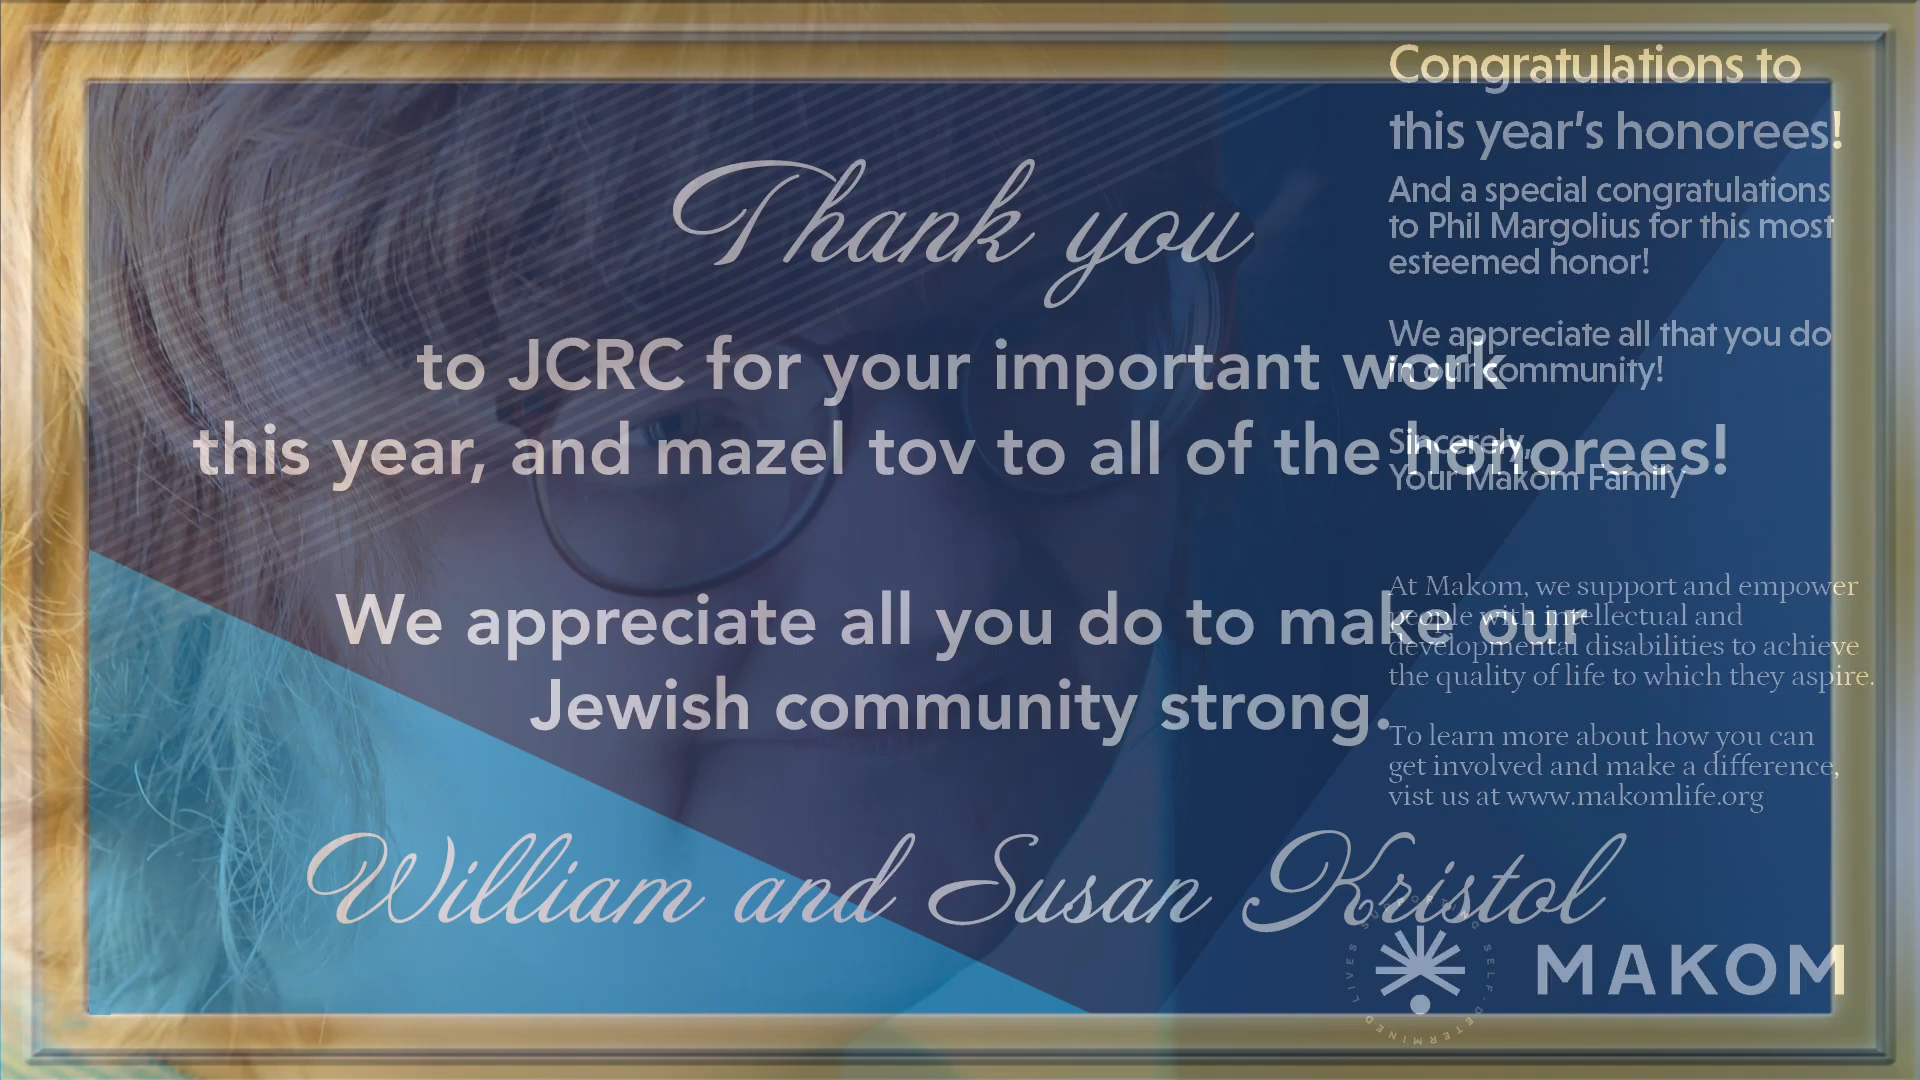 Thank you
to JCRC for your important work
this year, and mazel tov to all of the honorees!
We appreciate all you do to make our
Jewish community strong.
William and Susan Kristol
Congratulations to
this year's honorees!
And a special congratulations
to Phil Margolius for this most
esteemed honor!
We appreciate all that you do
in our community!
Sincerely,
Your Makom Family
At Makom, we support and empower
people with intellectual and
developmental disabilities to achieve
the quality of life to which they aspire.
To learn more about how you can
get involved and make a difference,
vist us at www.makomlife.org
SUPPORTING SELF-DETERMINED LIVES
MAKOM